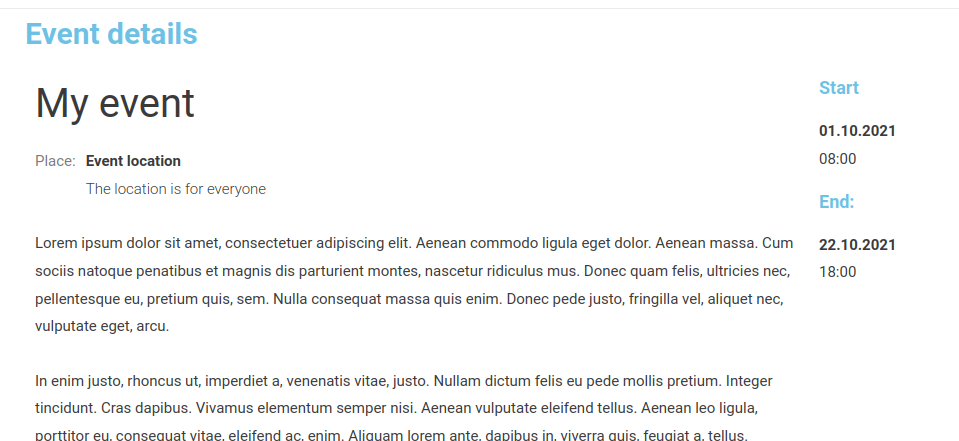 Event details
My event
Place: Event location
The location is for everyone
Lorem ipsum dolor sit amet, consectetuer adipiscing elit. Aenean commodo ligula eget dolor. Aenean massa. Cum
sociis natoque penatibus et magnis dis parturient montes, nascetur ridiculus mus. Donec quam felis, ultricies nec,
pellentesque eu, pretium quis, sem. Nulla consequat massa quis enim. Donec pede justo, fringilla vel, aliquet nec,
vulputate eget, arcu.
In enim justo, rhoncus ut, imperdiet a, venenatis vitae, justo. Nullam dictum felis eu pede mollis pretium. Integer
tincidunt. Cras dapibus. Vivamus elementum semper nisi. Aenean vulputate eleifend tellus. Aenean leo ligula,
porttitor eu, consequat vitae, eleifend ac, enim. Aliquam lorem ante, dapibus in, viverra quis, feugiat a, tellus.
Start
01.10.2021
08:00
End:
22.10.2021
18:00